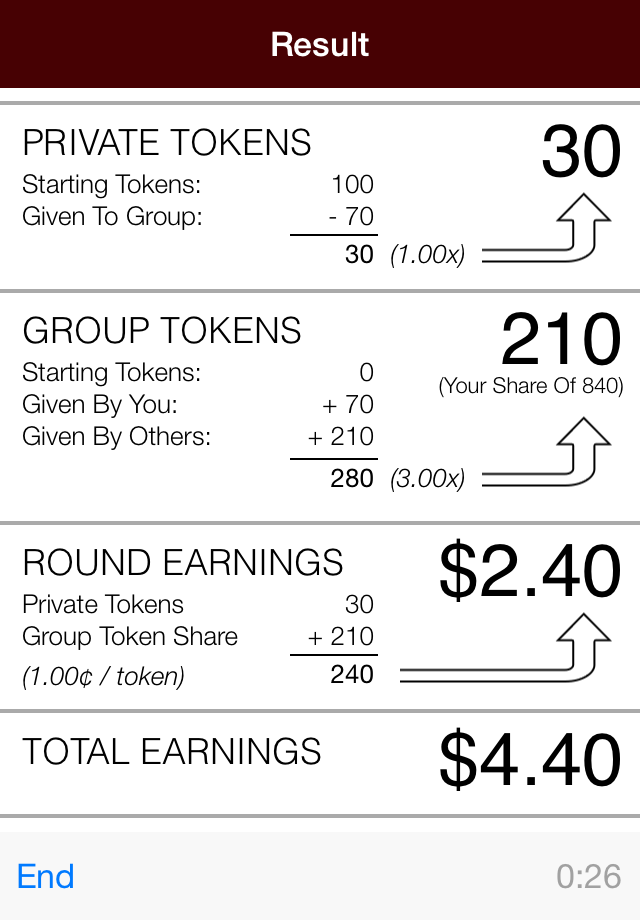 Result
PRIVATE TOKENS 30
Starting Tokens: 100
Given To Group: - 70
30 (1.00x)
GROUP TOKENS 210
Starting Tokens: 0 (Your Share Of 840)
Given By You: + 70
Given By Others: + 210
280 (3.00x)
ROUND EARNINGS $2.40
Private Tokens 30
Group Token Share + 210
(1.00¢ / token) 240
TOTAL EARNINGS $4.40
End 0:26